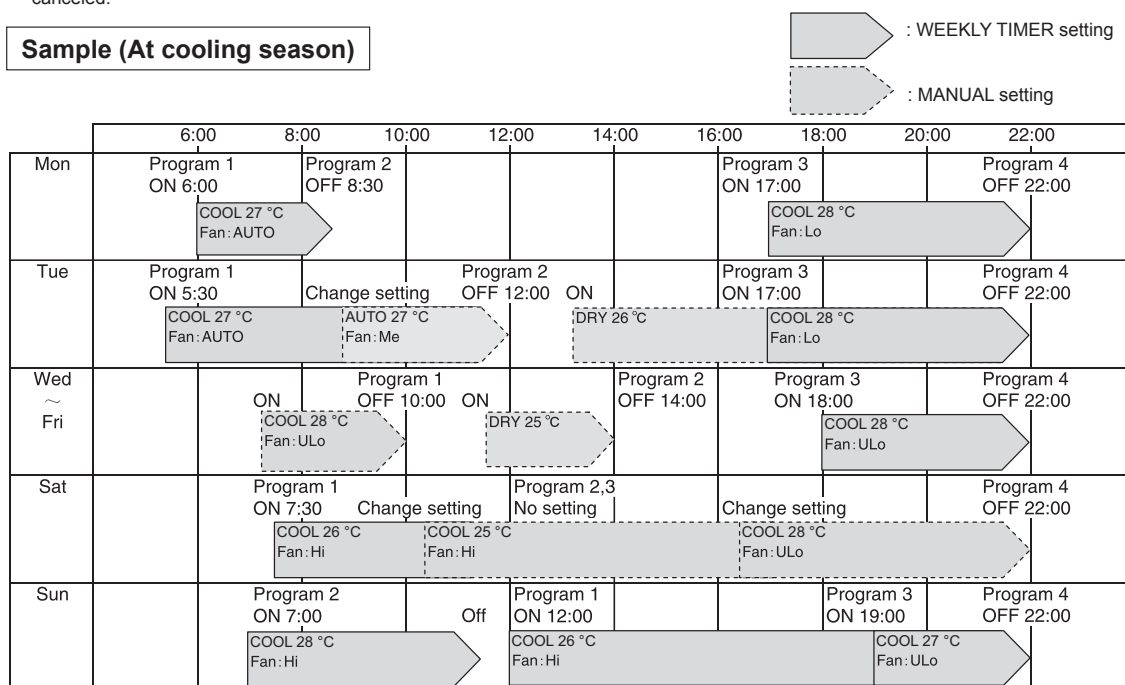 canceled.
Sample (At cooling season)
: WEEKLY TIMER setting
: MANUAL setting
6:00 8:00 10:00 12:00 14:00 16:00 18:00 20:00 22:00
Mon
Program 1 Program 2 Program 3 Program 4
ON 6:00 OFF 8:30 ON 17:00 OFF 22:00
COOL 27 °C COOL 28 °C
Fan:AUTO Fan:Lo
Tue
Program 1 Program 2 Program 3 Program 4
ON 5:30 Change setting OFF 12:00 ON ON 17:00 OFF 22:00
COOL 27 °C AUTO 27 °C DRY 26 °C COOL 28 °C
Fan:AUTO Fan:Me Fan:Lo
Wed
~
Fri
Program 1 Program 2 Program 3 Program 4
ON OFF 10:00 ON OFF 14:00 ON 18:00 OFF 22:00
COOL 28 °C DRY 25 °C COOL 28 °C
Fan:ULo Fan:ULo
Sat
Program 1 Program 2,3 Program 4
ON 7:30 Change setting No setting Change setting OFF 22:00
COOL 26 °C COOL 25 °C COOL 28 °C
Fan:Hi Fan:Hi Fan:ULo
Sun
Program 2 Program 1 Program 3 Program 4
ON 7:00 Off ON 12:00 ON 19:00 OFF 22:00
COOL 28 °C COOL 26 °C COOL 27 °C
Fan:Hi Fan:Hi Fan:ULo